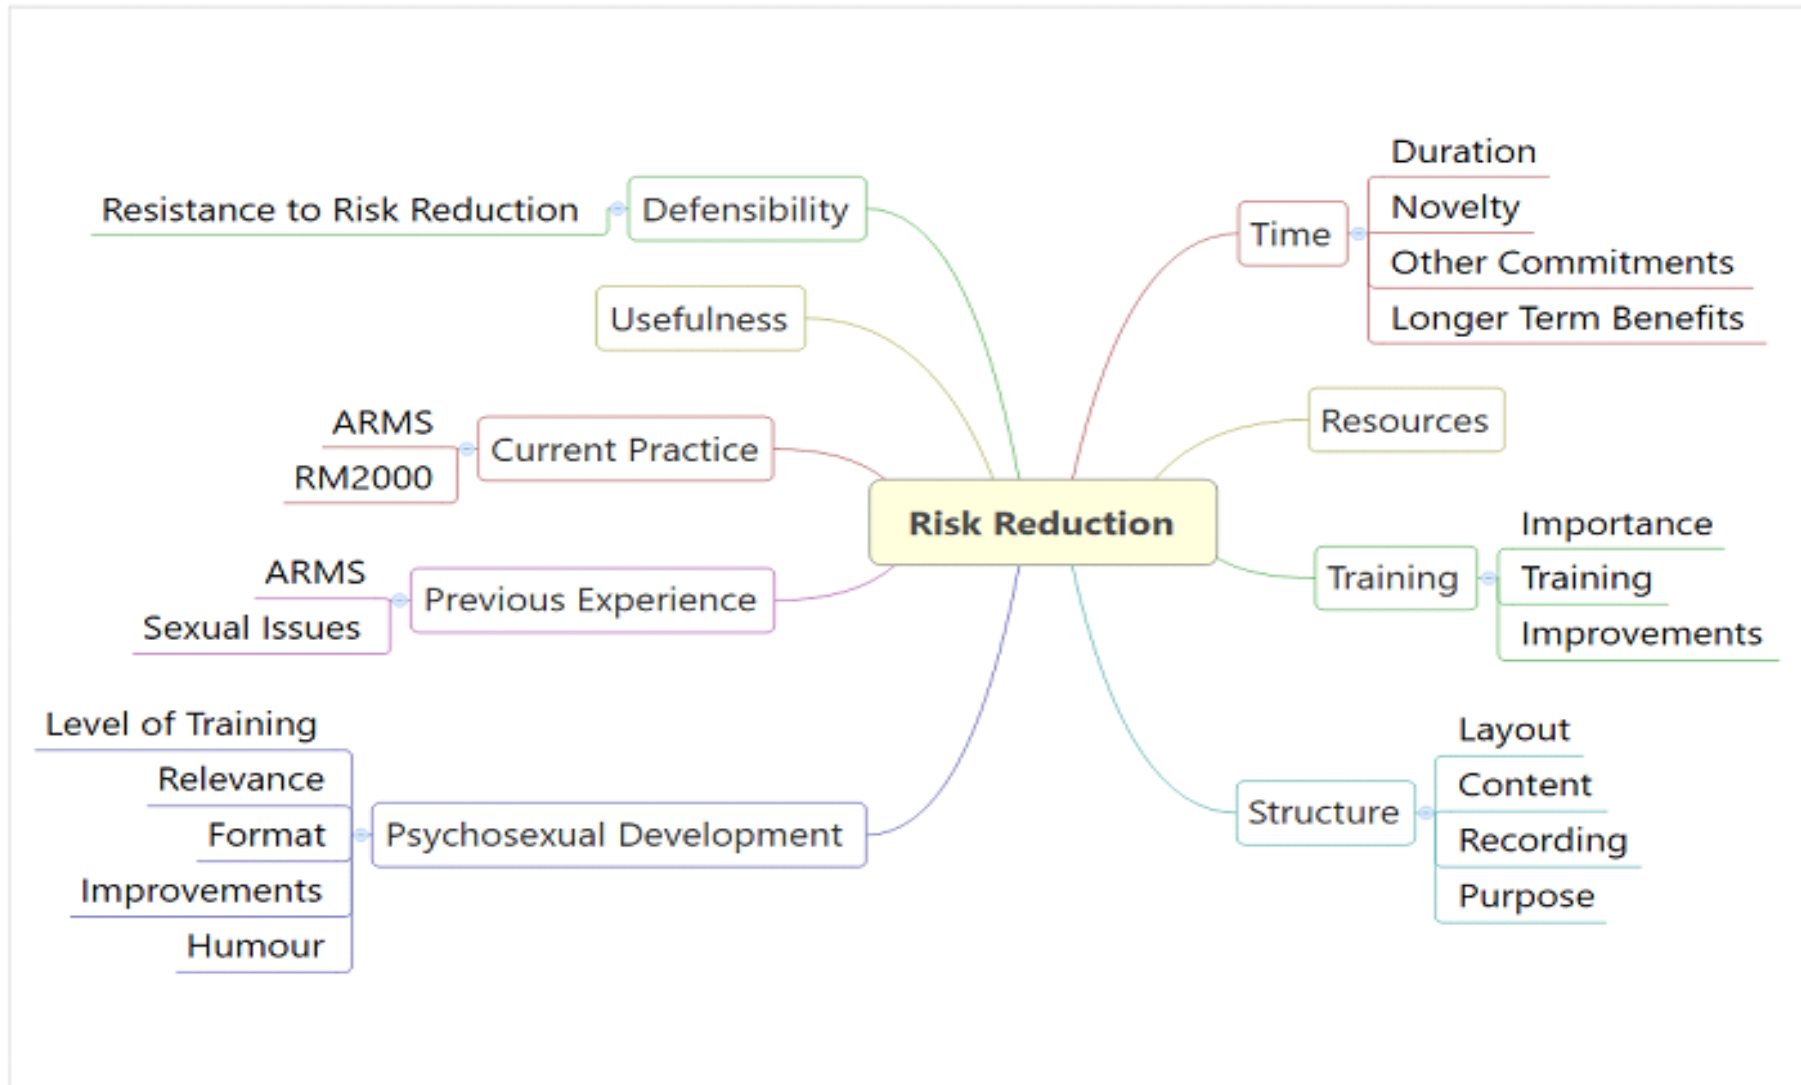 Risk Reduction
Time
Duration
Novelty
Other Commitments
Longer Term Benefits
Resources
Training
Importance
Training
Improvements
Structure
Layout
Content
Recording
Purpose
Defensibility
Resistance to Risk Reduction
Usefulness
Current Practice
ARMS
RM2000
Previous Experience
ARMS
Sexual Issues
Psychosexual Development
Level of Training
Relevance
Format
Improvements
Humour